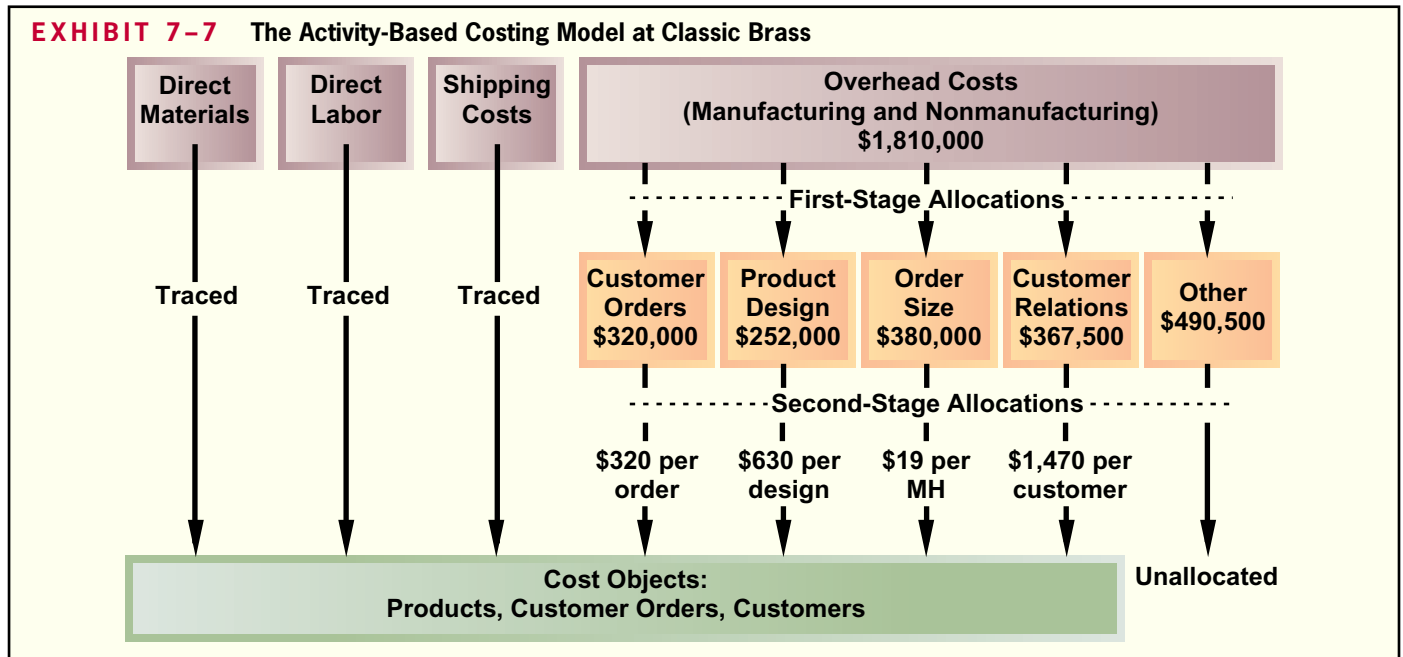 EXHIBIT 7–7 The Activity-Based Costing Model at Classic Brass
Direct
Materials
Direct
Labor
Shipping
Costs
Overhead Costs
(Manufacturing and Nonmanufacturing)
$1,810,000
First-Stage Allocations
Traced
Traced
Traced
Customer
Orders
$320,000
Product
Design
$252,000
Order
Size
$380,000
Customer
Relations
$367,500
Other
$490,500
Second-Stage Allocations
$320 per
order
$630 per
design
$19 per
MH
$1,470 per
customer
Cost Objects:
Products, Customer Orders, Customers
Unallocated